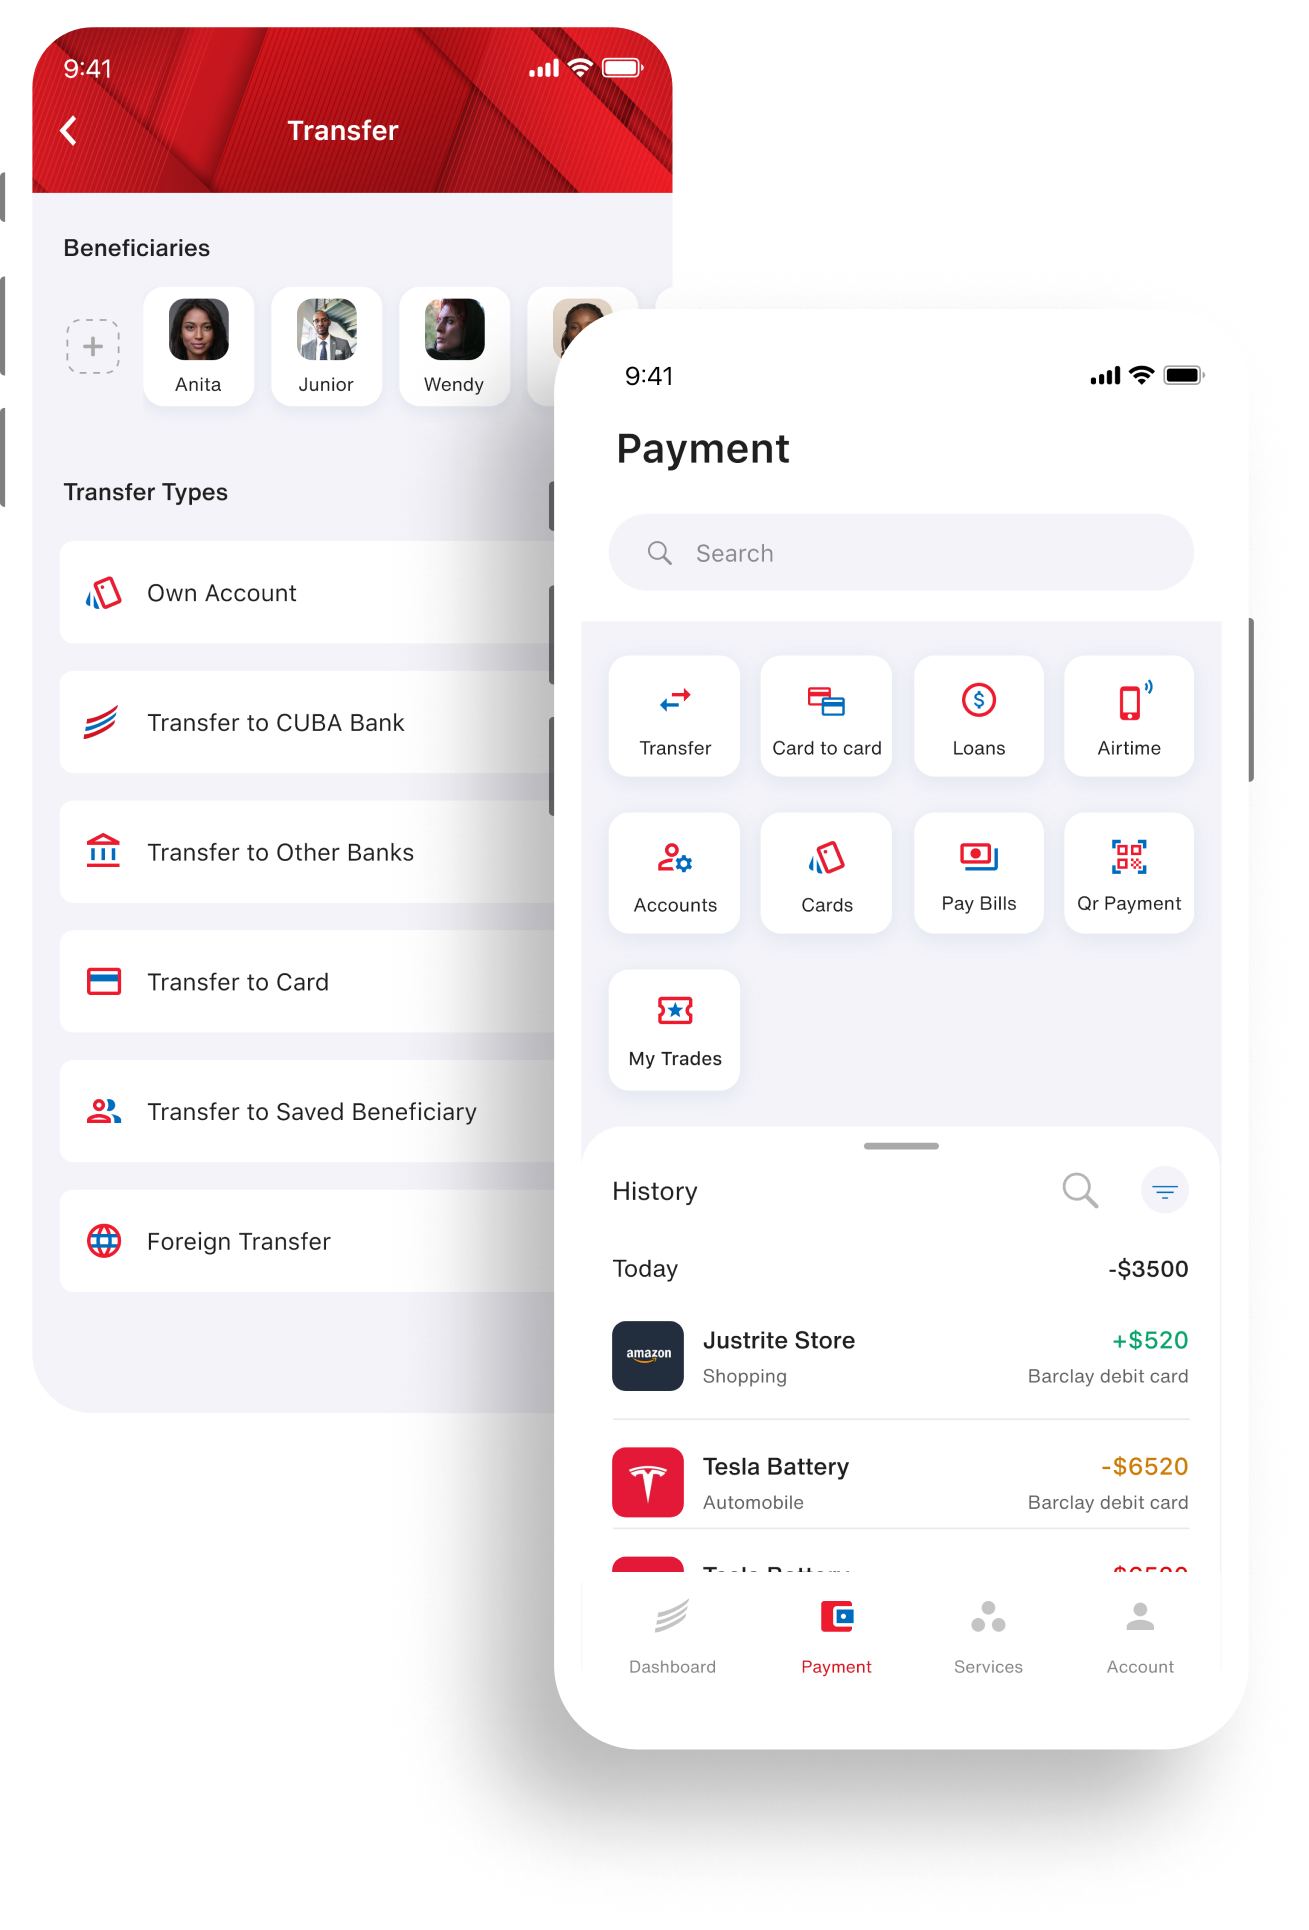 9:41
Transfer
Beneficiaries
Anita
Junior
Wendy
Transfer Types
Own Account
Transfer to CUBA Bank
Transfer to Other Banks
Transfer to Card
Transfer to Saved Beneficiary
Foreign Transfer
9:41
Payment
Search
Transfer
Card to card
Loans
Airtime
Accounts
Cards
Pay Bills
Qr Payment
My Trades
History
Today
-$3500
amazon
Justrite Store
+$520
Shopping
Barclay debit card
Tesla Battery
-$6520
Automobile
Barclay debit card
Dashboard
Payment
Services
Account